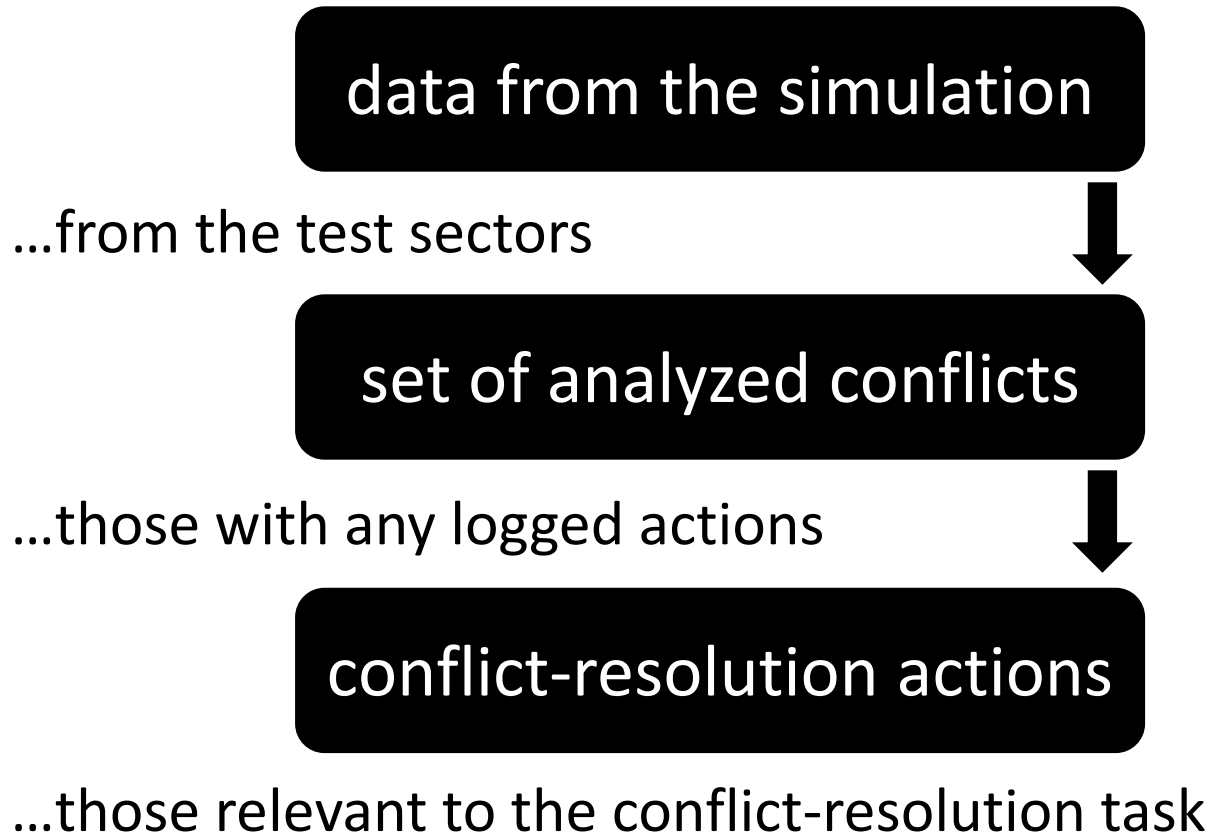 data from the simulation
...from the test sectors
set of analyzed conflicts
...those with any logged actions
conflict-resolution actions
...those relevant to the conflict-resolution task